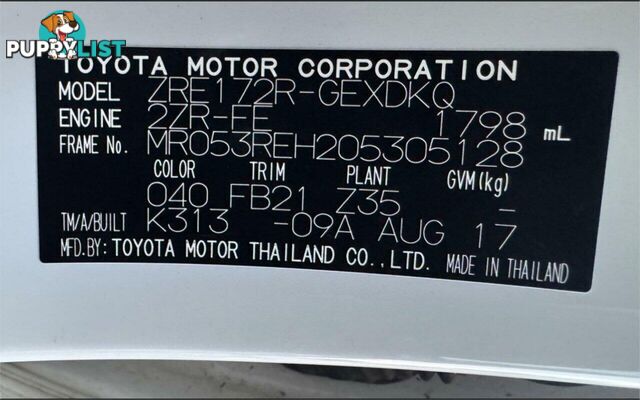 PUPPYLIST
TOYOTA MOTOR CORPORATION
MODEL ZRE172R-GEXDKQ
ENGINE 2ZR-FE 1798 mL
FRAME No. MR053REH205305128
COLOR TRIM PLANT GVM(kg)
040 FB21 Z35 -
TM/A/BUILT K313 -09A AUG 17
MFD.BY: TOYOTA MOTOR THAILAND CO.,LTD. MADE IN THAILAND